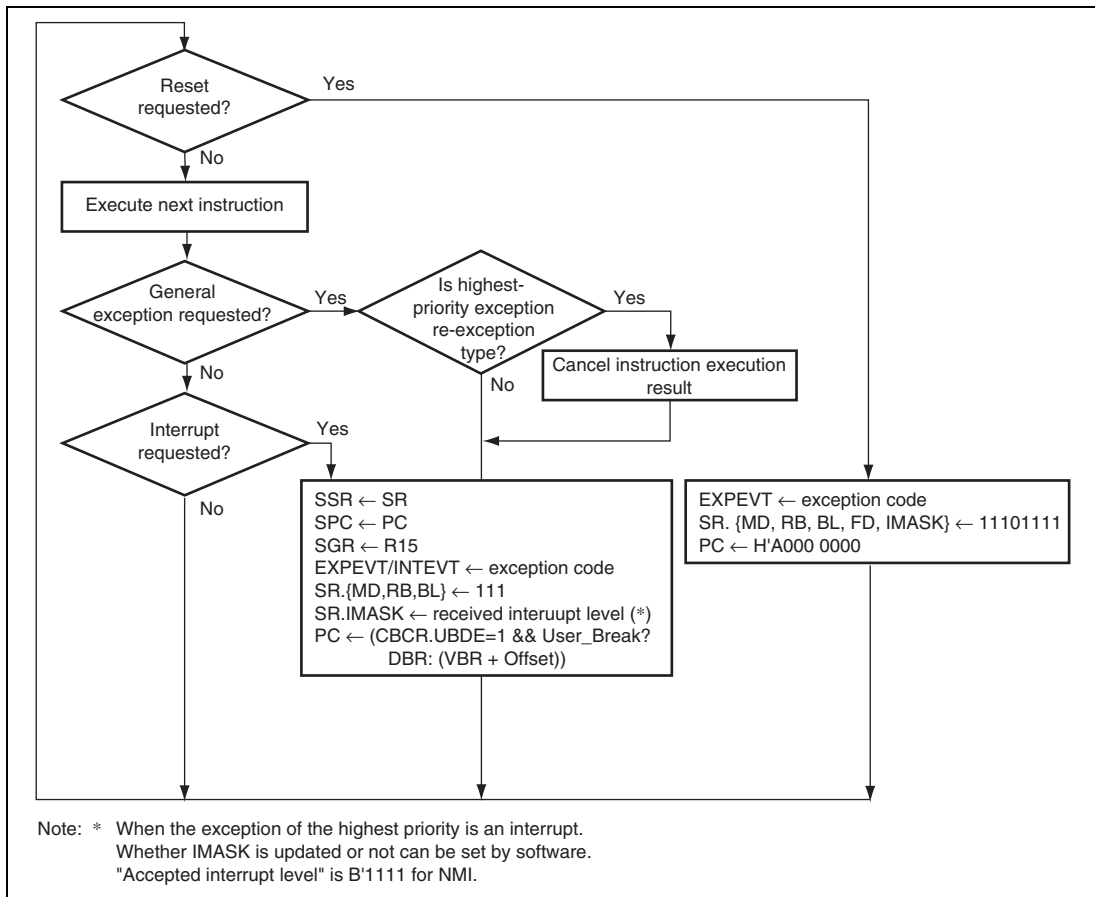 Reset
requested?
Yes
No
Execute next instruction
General
exception requested?
Yes
Is highest-
priority exception
re-exception
type?
Yes
No
Cancel instruction execution
result
No
Interrupt
requested?
Yes
No
SSR ← SR
SPC ← PC
SGR ← R15
EXPEVT/INTEVT ← exception code
SR.{MD,RB,BL} ← 111
SR.IMASK ← received interuupt level (*)
PC ← (CBCR.UBDE=1 && User_Break?
DBR: (VBR + Offset))
EXPEVT ← exception code
SR. {MD, RB, BL, FD, IMASK} ← 11101111
PC ← H'A000 0000
Note: * When the exception of the highest priority is an interrupt.
Whether IMASK is updated or not can be set by software.
"Accepted interrupt level" is B'1111 for NMI.